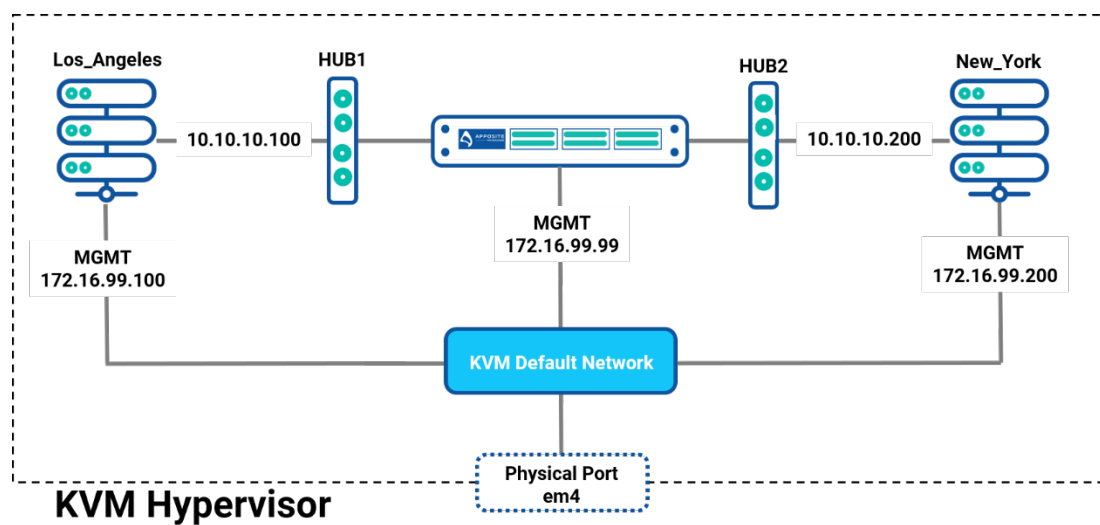 Los_Angeles
HUB1
HUB2
New_York
10.10.10.100
APPOSITE
10.10.10.200
MGMT
172.16.99.100
MGMT
172.16.99.99
MGMT
172.16.99.200
KVM Default Network
Physical Port
em4
KVM Hypervisor